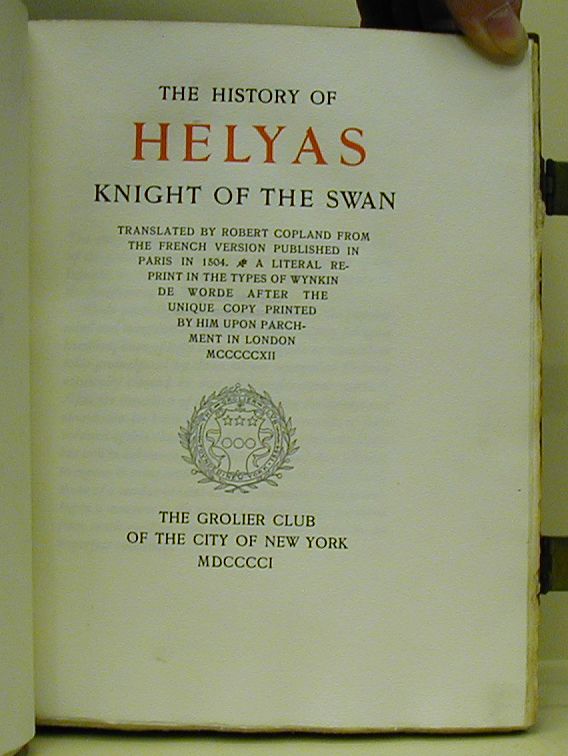 THE HISTORY OF
HELYAS
KNIGHT OF THE SWAN
TRANSLATED BY ROBERT COPLAND FROM
THE FRENCH VERSION PUBLISHED IN
PARIS IN 1504. A LITERAL RE-
PRINT IN THE TYPES OF WYNKIN
DE WORDE AFTER THE
UNIQUE COPY PRINTED
BY HIM UPON PARCH-
MENT IN LONDON
MCCCCCXII
THE GROLIER CLUB
OF THE CITY OF NEW YORK
MDCCCCI